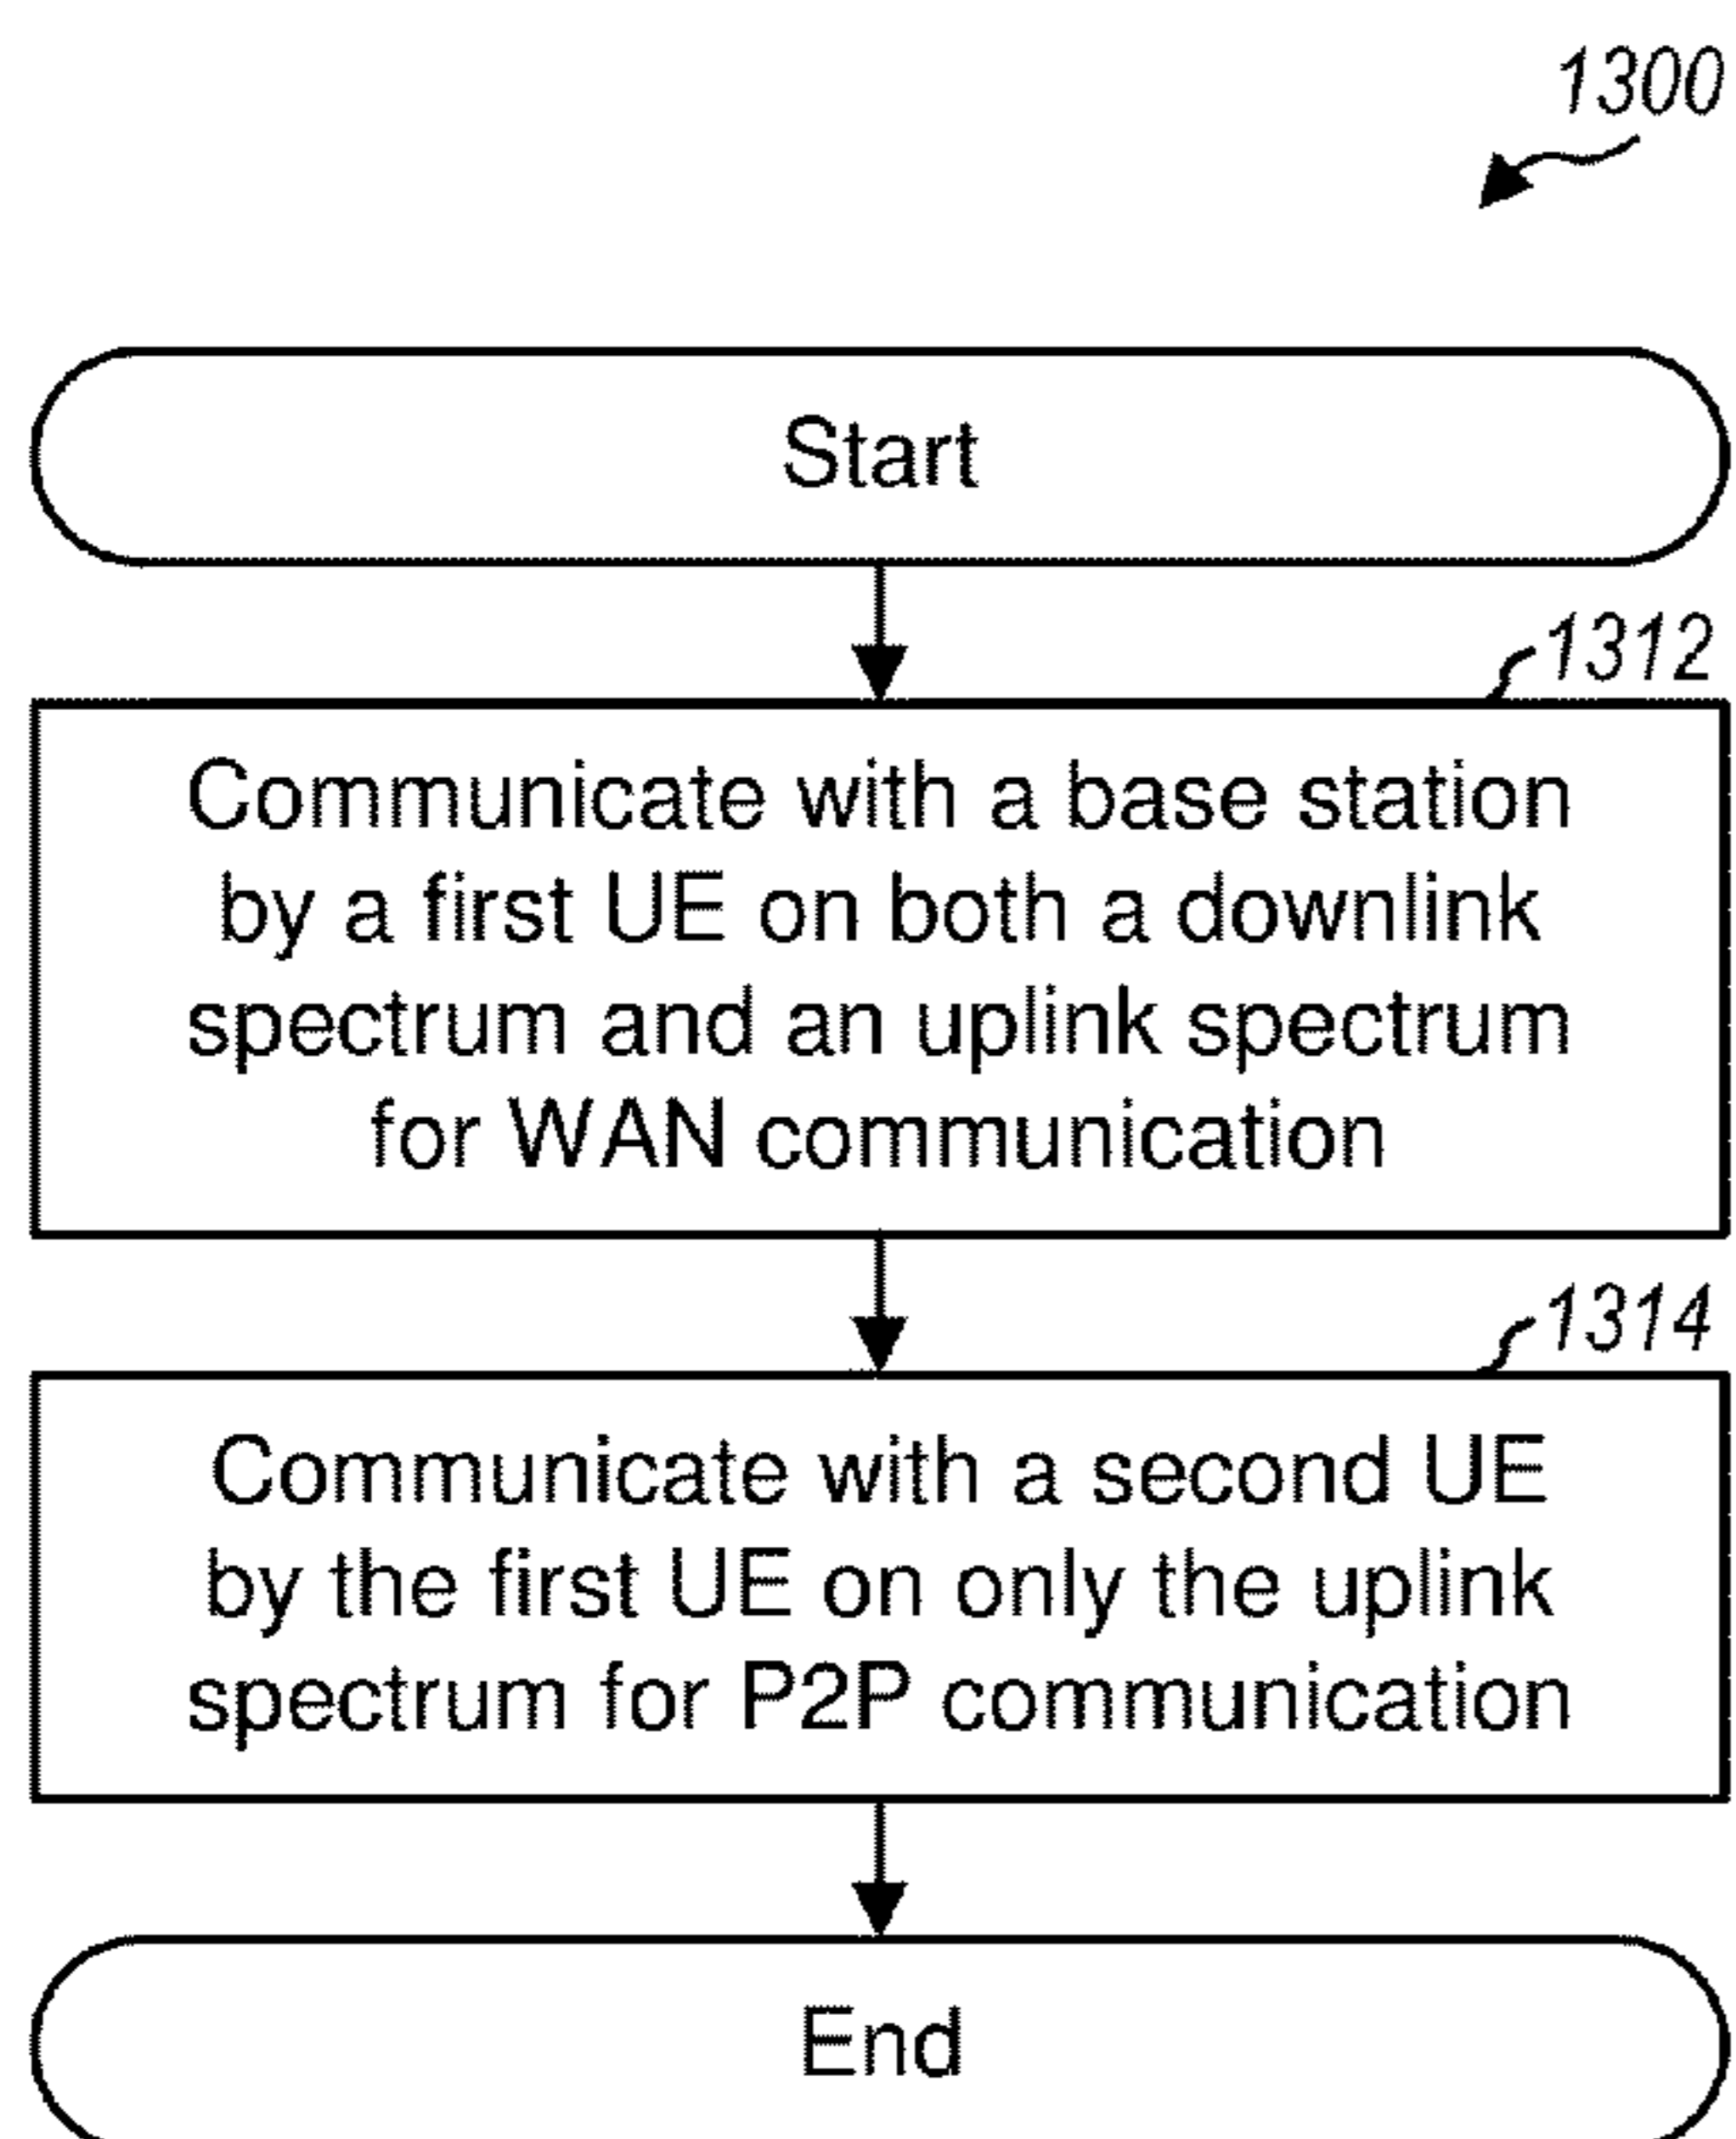 1300
Start
1312
Communicate with a base station
by a first UE on both a downlink
spectrum and an uplink spectrum
for WAN communication
1314
Communicate with a second UE
by the first UE on only the uplink
spectrum for P2P communication
End